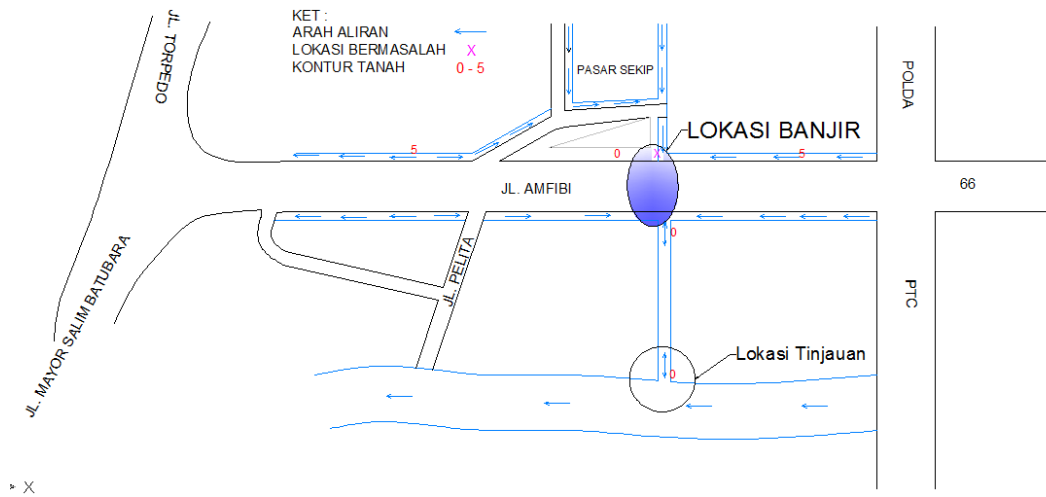 KET :
ARAH ALIRAN
LOKASI BERMASALAH X
KONTUR TANAH 0 - 5
JL. TORPEDO
PASAR SEKIP
POLDA
LOKASI BANJIR
5
0
X
5
JL. AMFIBI
66
0
JL. PELITA
PTC
JL. MAYOR SALIM BATUBARA
Lokasi Tinjauan
0
X